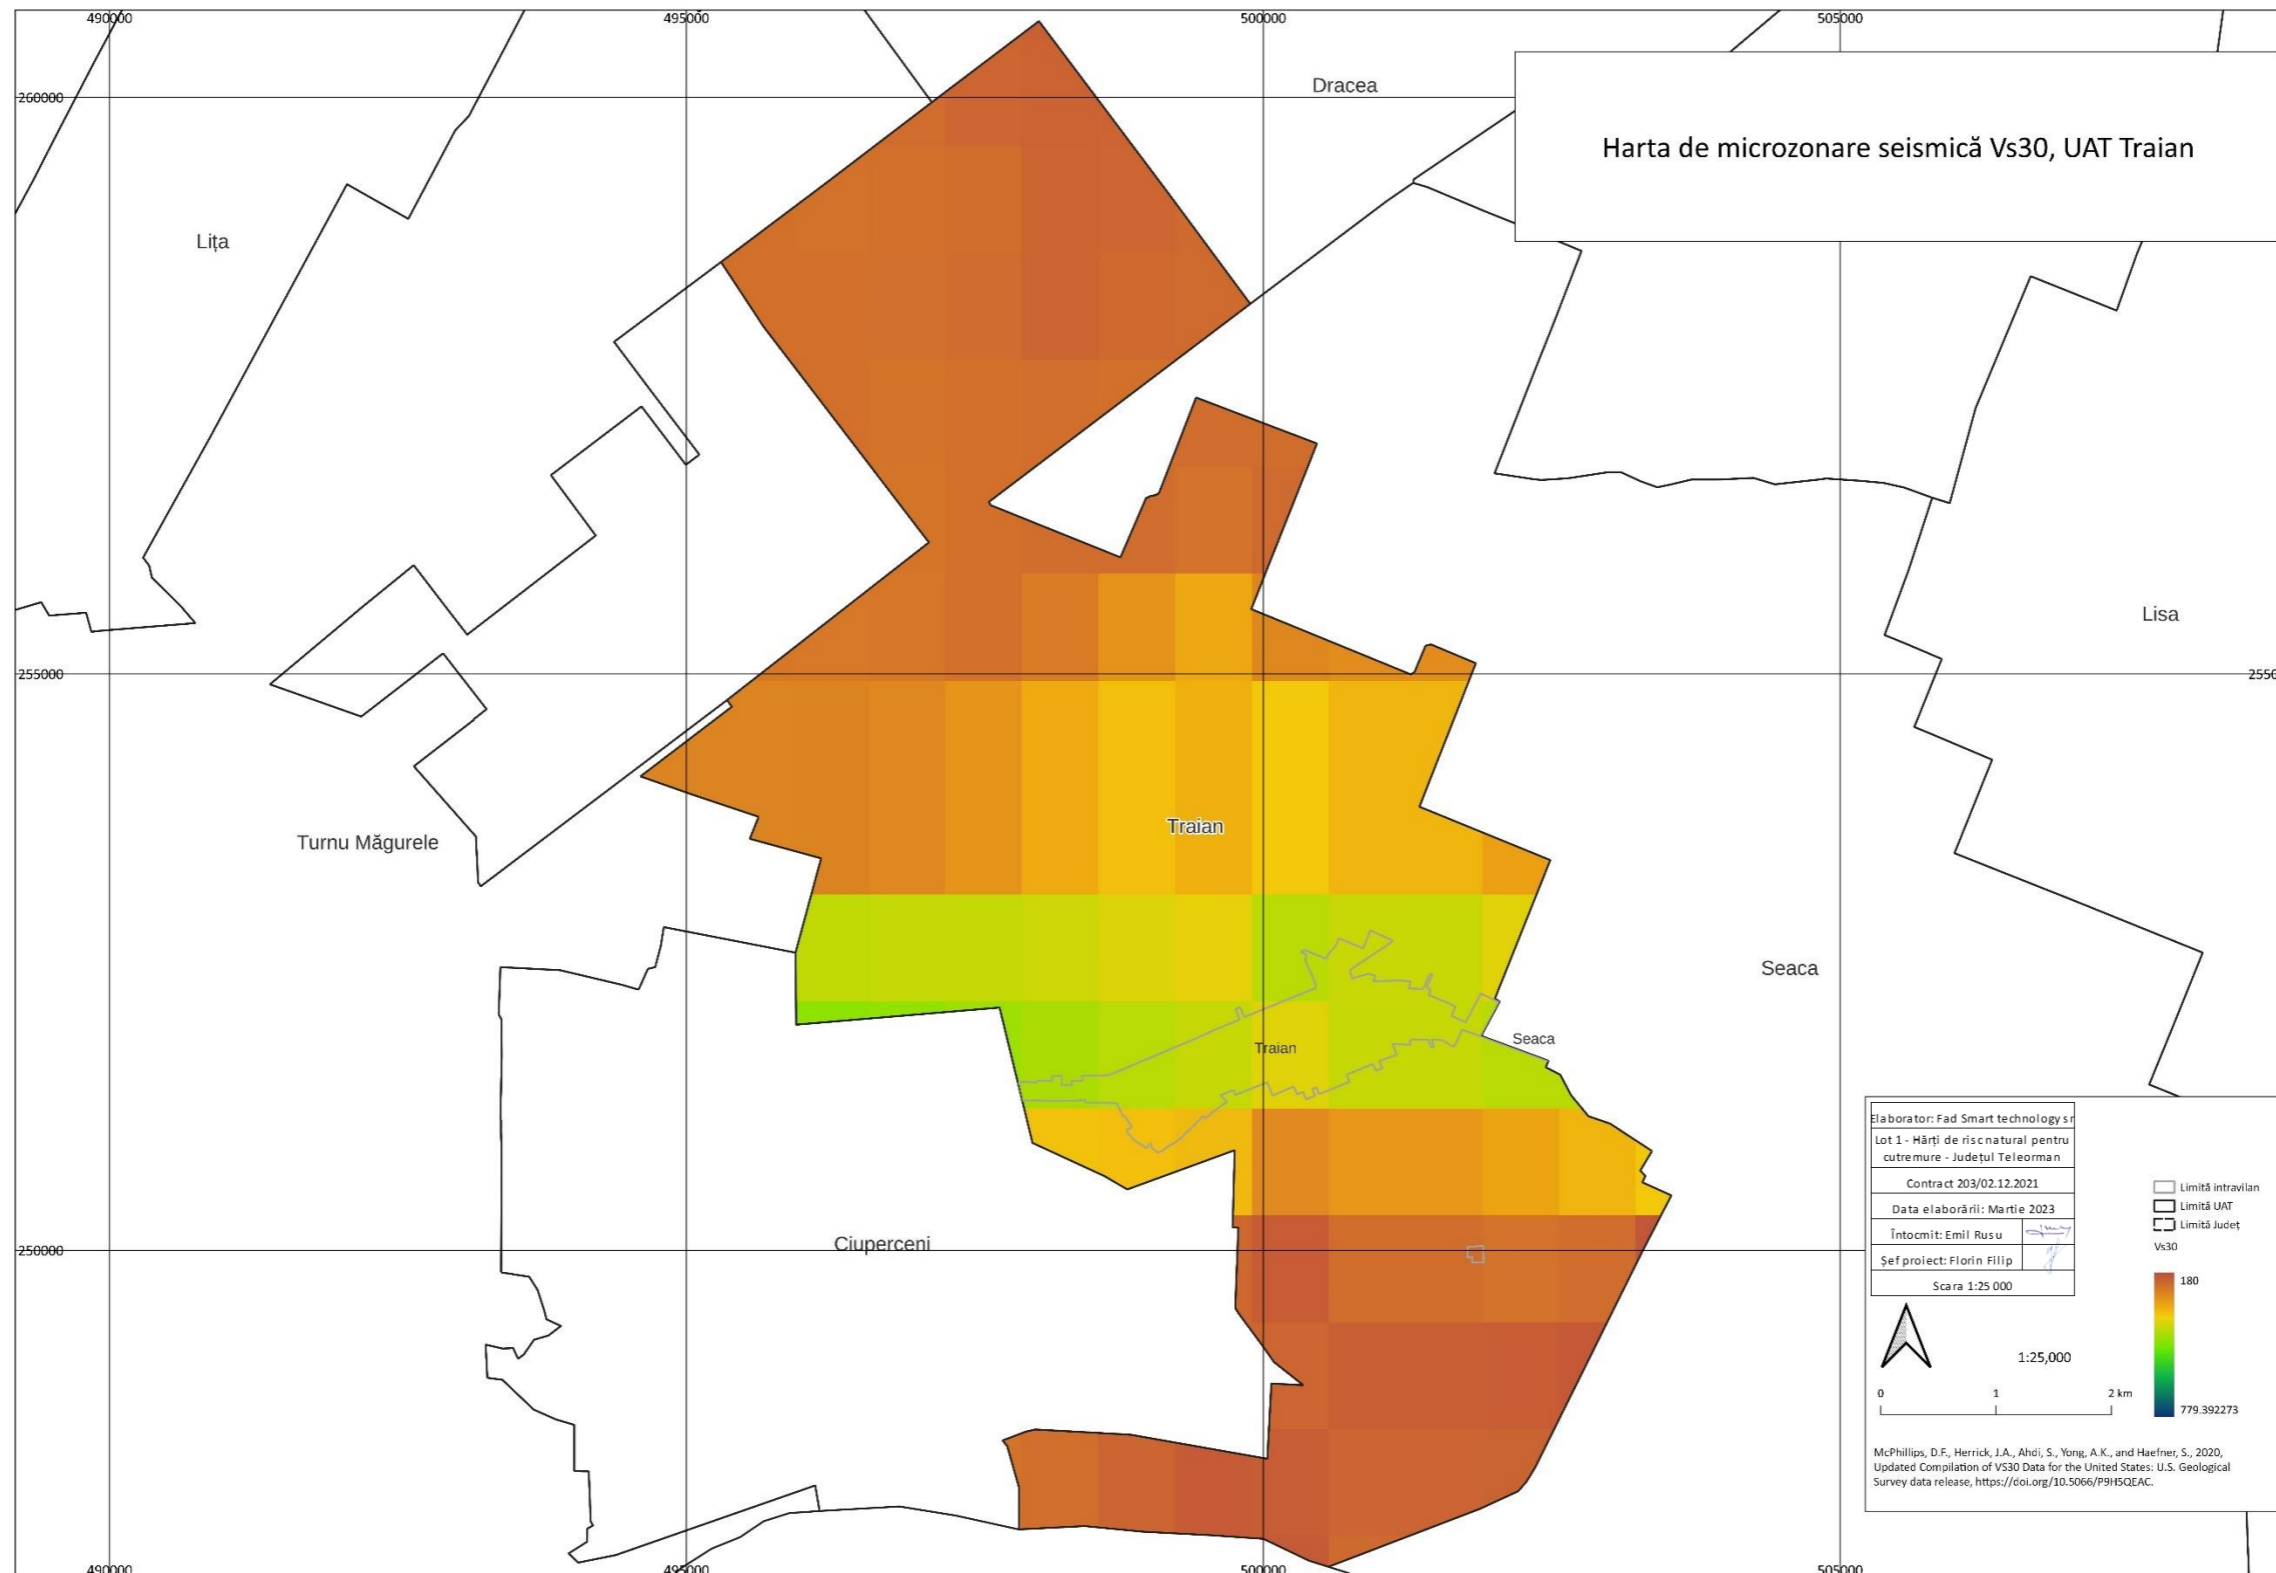 490000
495000
500000
505000
260000
Dracea
Harta de microzonare seismică Vs30, UAT Traian
Lița
Lisa
255000
2550
Traian
Turnu Măgurele
Seaca
Seaca
Traian
Elaborator: Fad Smart technology sr
Lot 1 - Hărți de risc natural pentru
cutremure - Județul Teleorman
Contract 203/02.12.2021
Data elaborării: Martie 2023
Întocmit: Emil Rusu
Șef proiect: Florin Filip
Scara 1:25 000
Limită intravilan
Limită UAT
Limită Județ
Vs30
180
779.392273
250000
Ciuperceni
1:25,000
0 1 2 km
McPhillips, D.F., Herrick, J.A., Ahdi, S., Yong, A.K., and Haefner, S., 2020,
Updated Compilation of VS30 Data for the United States: U.S. Geological
Survey data release, https://doi.org/10.5066/P9H5QEAC.
490000
495000
500000
505000